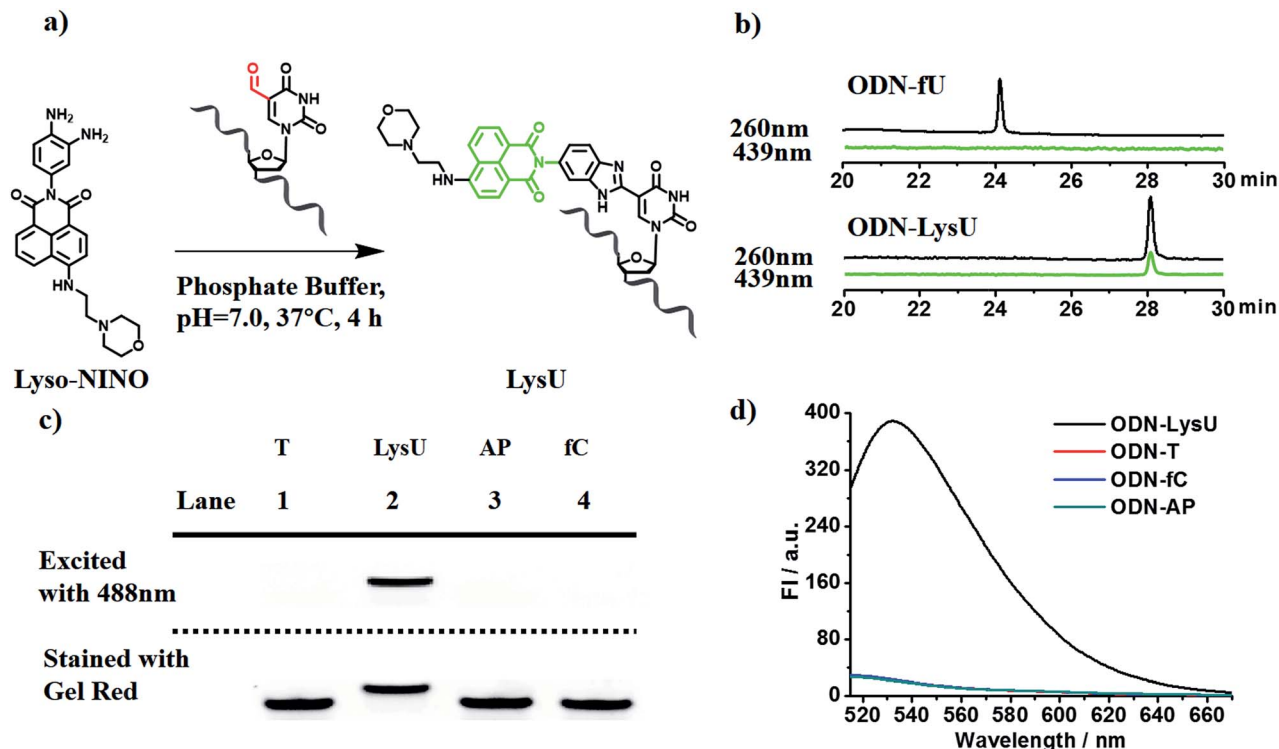 a)
NH2
NH2
O
N
O
HN
N
O
Lyso-NINO
O
O
NH
N
O
O
Phosphate Buffer,
pH=7.0, 37°C, 4 h
O
N
HN
O
N
O
N
N
H
O
NH
N
O
O
LysU
b)
ODN-fU
260nm
439nm
20 22 24 26 28 30 min
ODN-LysU
260nm
439nm
20 22 24 26 28 30 min
c)
T LysU AP fC
Lane 1 2 3 4
Excited
with 488nm
Stained with
Gel Red
d)
400
320
240
160
80
0
FI / a.u.
ODN-LysU
ODN-T
ODN-fC
ODN-AP
520 540 560 580 600 620 640 660
Wavelength / nm